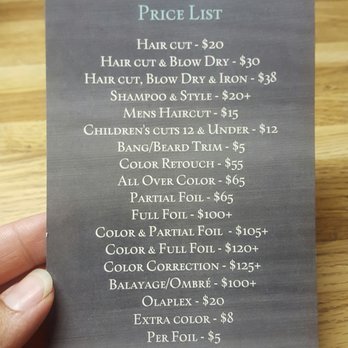 Price List
Hair cut - $20
Hair cut & Blow Dry - $30
Hair cut, Blow Dry & Iron - $38
Shampoo & Style - $20+
Mens Haircut - $15
Children's cuts 12 & Under - $12
Bang/Beard Trim - $5
Color Retouch - $55
All Over Color - $65
Partial Foil - $65
Full Foil - $100+
Color & Partial Foil - $105+
Color & Full Foil - $120+
Color Correction - $125+
Balayage/Ombré - $100+
Olaplex - $20
Extra color - $8
Per Foil - $5